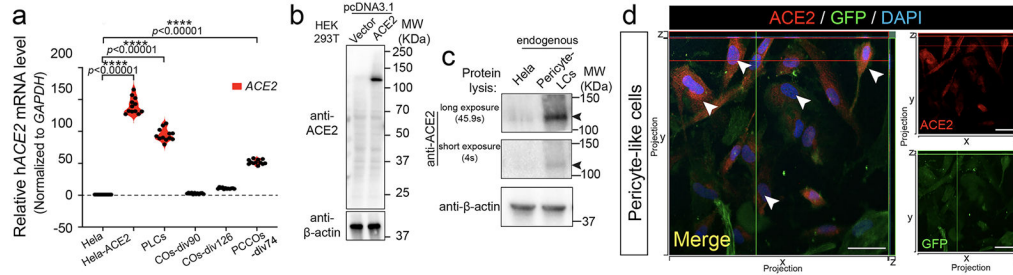 a
****
p<0.00001
****
p<0.00001
****
p<0.00001
Relative hACE2 mRNA level
(Normalized to GAPDH)
200
150
100
50
0
-50
ACE2
Hela
Hela-ACE2
PLCs
COs-div90
COs-div126
PCCOs
-div74
b
pcDNA3.1
HEK
293T
Vector
ACE2
MW
(KDa)
250
150
100
70
50
37
25
anti-
ACE2
anti-
β-actin
37
c
endogenous
Protein
lysis:
Hela
Pericyte-
LCs
MW
(KDa)
anti-ACE2
long exposure
(45.9s)
150
100
short exposure
(4s)
150
100
anti-β-actin
37
d
ACE2 / GFP / DAPI
Pericyte-like cells
z
Projection
y
Merge
x
Projection
z
z
Projection
y
ACE2
x
Projection
z
y
GFP
x
Projection